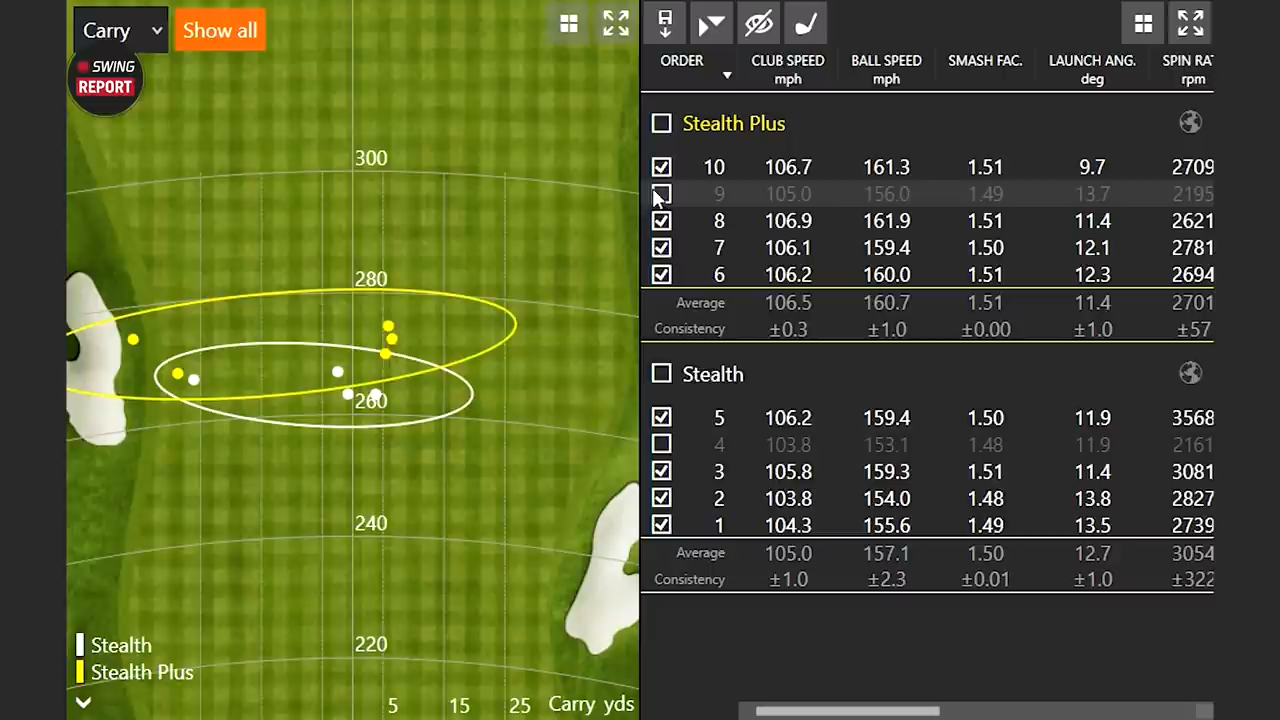 Carry
Show all
SWING
REPORT
300
280
260
240
220
5 15 25 Carry yds
Stealth
Stealth Plus
ORDER CLUB SPEED BALL SPEED SMASH FAC. LAUNCH ANG. SPIN RAT
mph mph deg rpm
Stealth Plus
10 106.7 161.3 1.51 9.7 2709
9 105.0 156.0 1.49 13.7 2195
8 106.9 161.9 1.51 11.4 2621
7 106.1 159.4 1.50 12.1 2781
6 106.2 160.0 1.51 12.3 2694
Average 106.5 160.7 1.51 11.4 2701
Consistency ±0.3 ±1.0 ±0.00 ±1.0 ±57
Stealth
5 106.2 159.4 1.50 11.9 3568
4 103.8 153.1 1.48 11.9 2161
3 105.8 159.3 1.51 11.4 3081
2 103.8 154.0 1.48 13.8 2827
1 104.3 155.6 1.49 13.5 2739
Average 105.0 157.1 1.50 12.7 3054
Consistency ±1.0 ±2.3 ±0.01 ±1.0 ±322